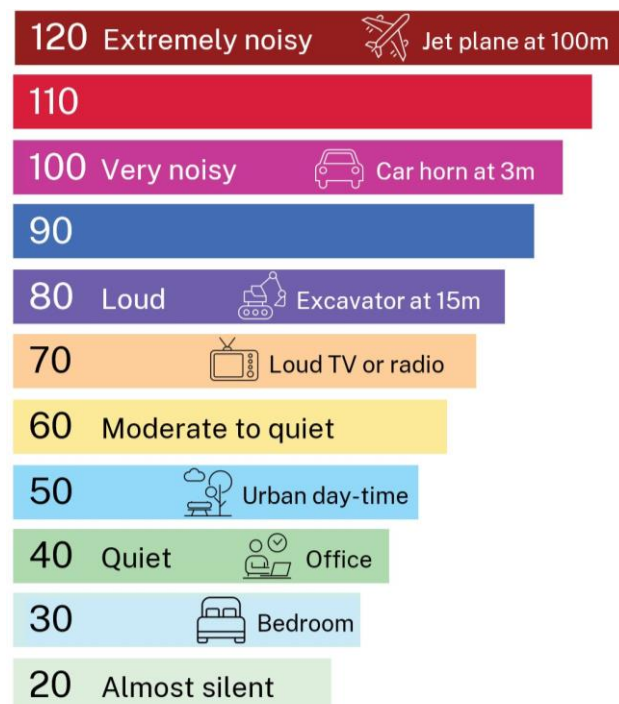 120 Extremely noisy Jet plane at 100m
110
100 Very noisy Car horn at 3m
90
80 Loud Excavator at 15m
70 Loud TV or radio
60 Moderate to quiet
50 Urban day-time
40 Quiet Office
30 Bedroom
20 Almost silent